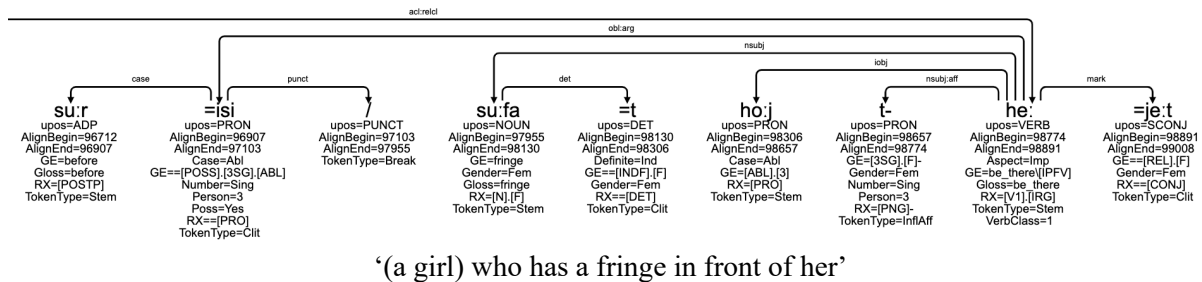 acl:relcl
obl:arg
nsubj
iobj
case punct det nsubj:aff mark
suːr =isi / suːfa =t hoːj t- heː =jeːt
upos=ADP upos=PRON upos=PUNCT upos=NOUN upos=DET upos=PRON upos=PRON upos=VERB upos=SCONJ
AlignBegin=96712 AlignBegin=96907 AlignBegin=97103 AlignBegin=97955 AlignBegin=98130 AlignBegin=98306 AlignBegin=98657 AlignBegin=98774 AlignBegin=98891
AlignEnd=96907 AlignEnd=97103 AlignEnd=97955 AlignEnd=98130 AlignEnd=98306 AlignEnd=98657 AlignEnd=98774 AlignEnd=98891 AlignEnd=99008
GE=before Case=Abl TokenType=Break GE=fringe Definite=Ind Case=Abl GE=[3SG].[F]- Aspect=Imp GE==[REL].[F]
Gloss=before GE==[POSS].[3SG].[ABL] Gender=Fem GE==[INDF].[F] GE=[ABL].[3] Gender=Fem GE=be_there\[IPFV] Gender=Fem
RX=[POSTP] Number=Sing Gloss=fringe Gender=Fem RX=[PRO] Number=Sing Gloss=be_there RX==[CONJ]
TokenType=Stem Person=3 RX=[N].[F] RX==[DET] TokenType=Stem Person=3 RX=[V1].[IRG] TokenType=Clit
Poss=Yes TokenType=Stem TokenType=Clit RX=[PNG]- TokenType=Stem
RX==[PRO] TokenType=InflAff VerbClass=1
TokenType=Clit
‘(a girl) who has a fringe in front of her’